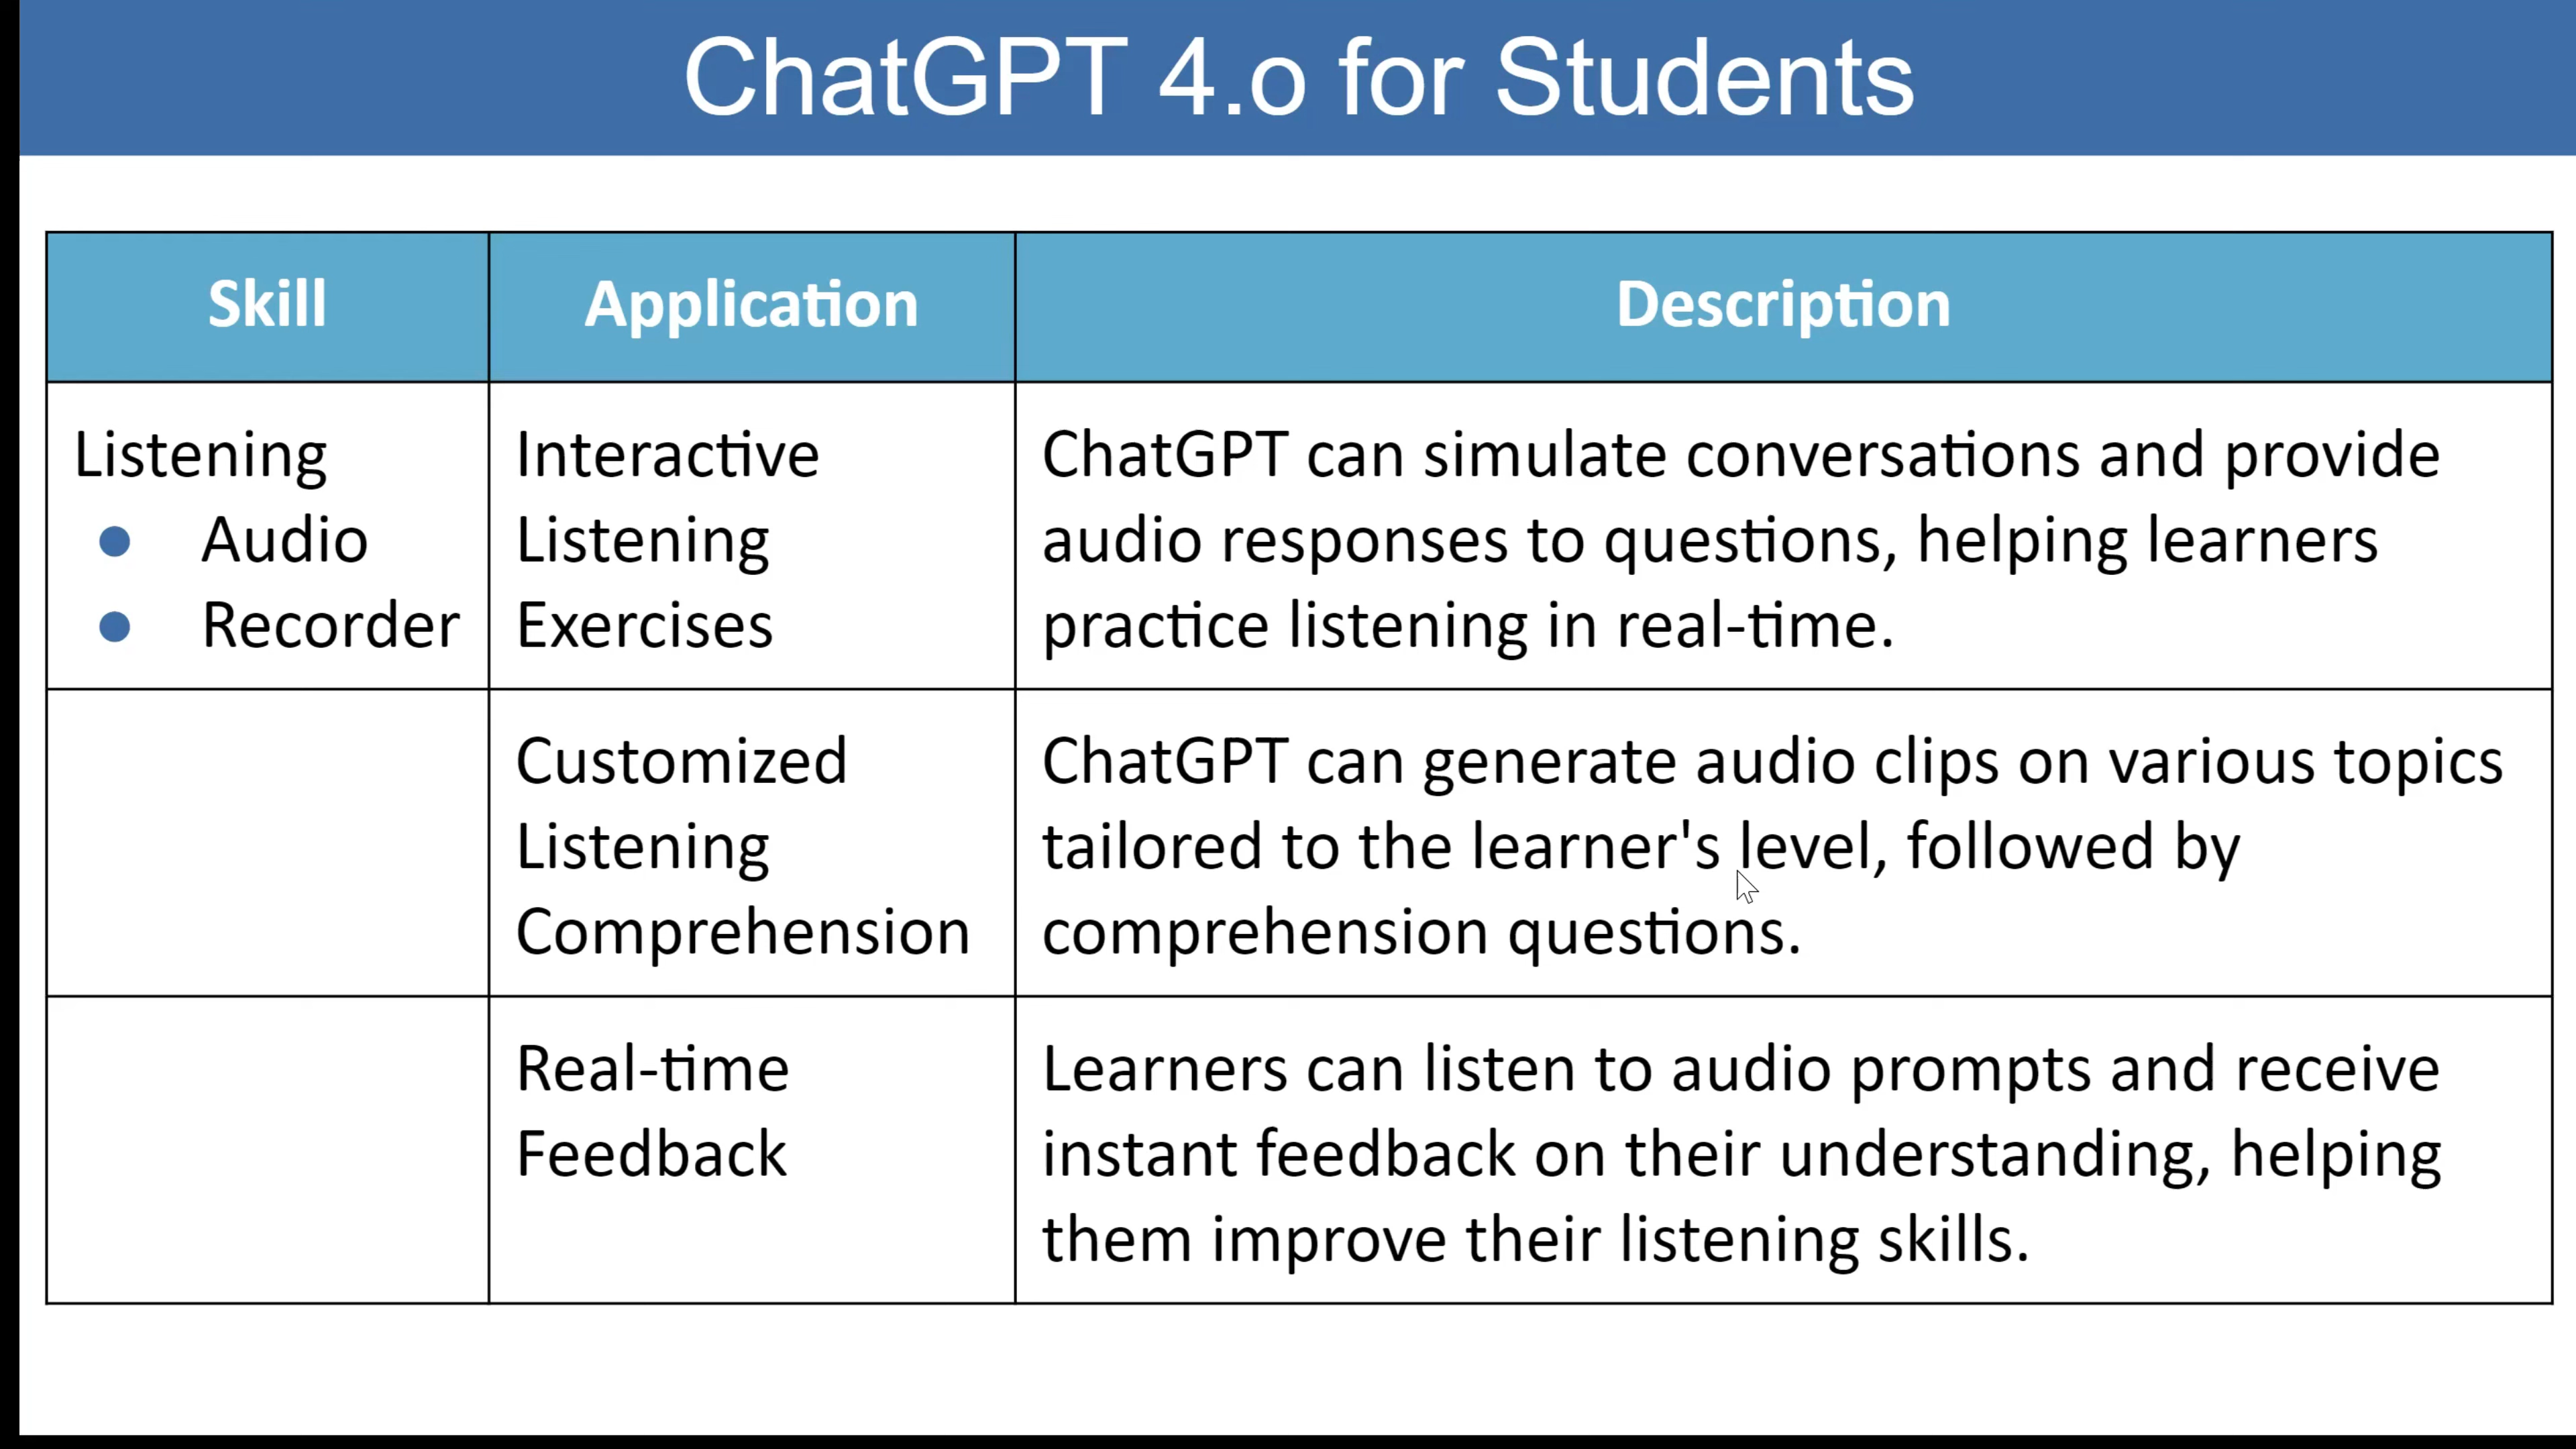 ChatGPT 4.o for Students
Skill
Application
Description
Listening
● Audio
● Recorder
Interactive
Listening
Exercises
ChatGPT can simulate conversations and provide
audio responses to questions, helping learners
practice listening in real-time.
Customized
Listening
Comprehension
ChatGPT can generate audio clips on various topics
tailored to the learner's level, followed by
comprehension questions.
Real-time
Feedback
Learners can listen to audio prompts and receive
instant feedback on their understanding, helping
them improve their listening skills.